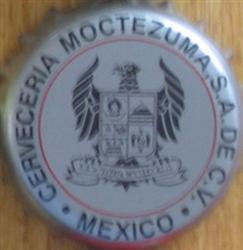 CERVECERIA MOCTEZUMA, S.A. DE C.V.
• MEXICO •